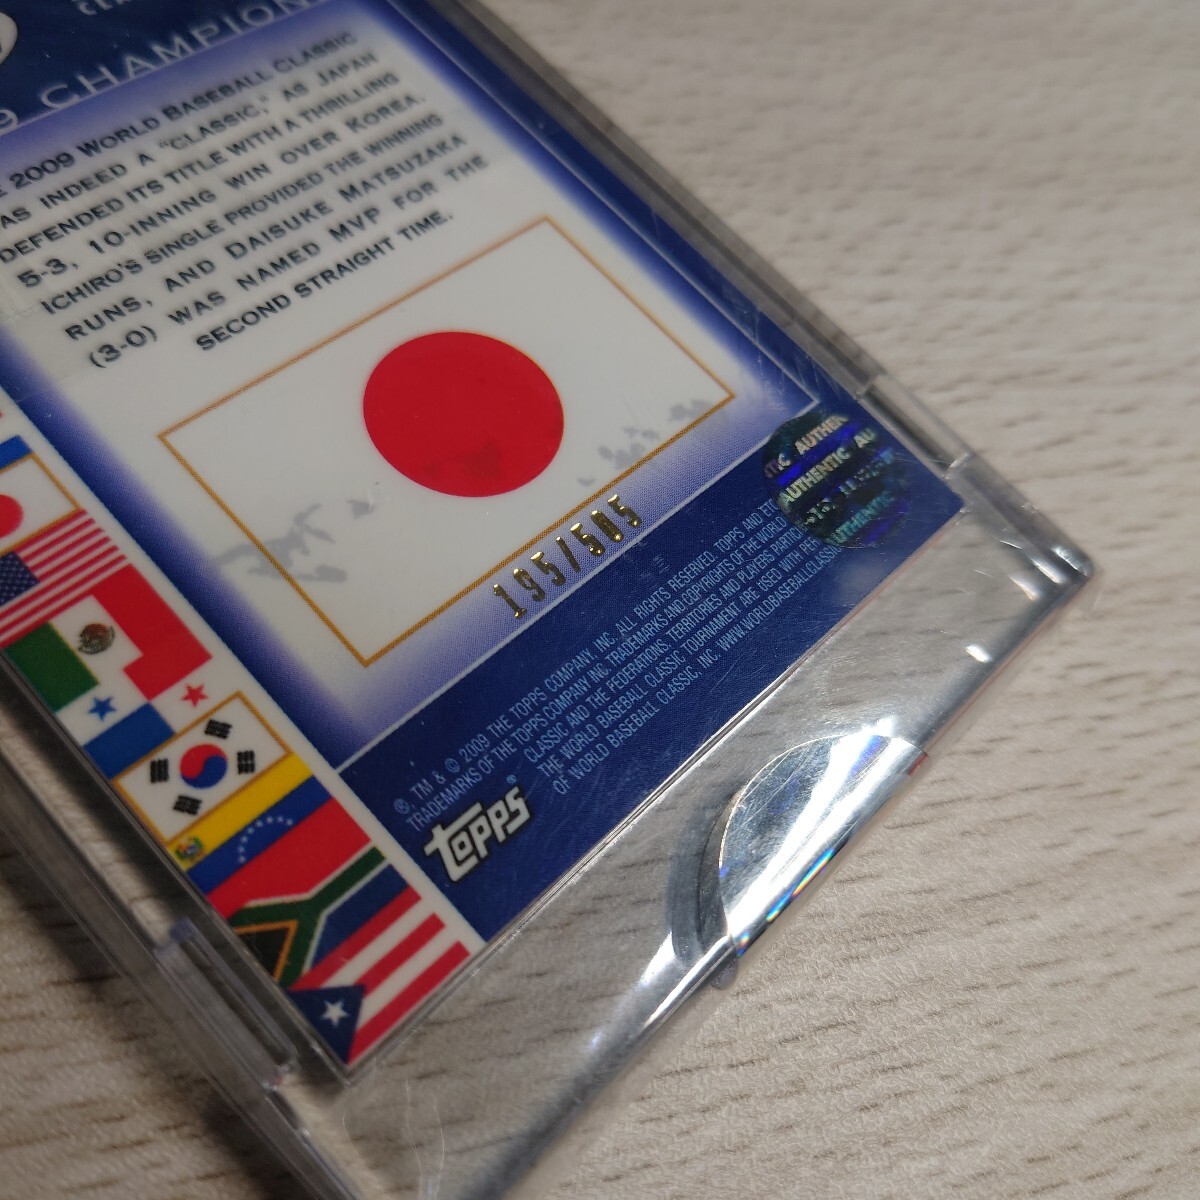 9 CHAMPION
2009 WORLD BASEBALL CLASSIC
AS INDEED A "CLASSIC," AS JAPAN
DEFENDED ITS TITLE WITH A THRILLING
5-3, 10-INNING WIN OVER KOREA.
ICHIRO'S SINGLE PROVIDED THE WINNING
RUNS, AND DAISUKE MATSUZAKA
(3-0) WAS NAMED MVP FOR THE
SECOND STRAIGHT TIME.
195/505
AUTHENTIC
AUTHENTIC
®, TM & © 2009 THE TOPPS COMPANY, INC. ALL RIGHTS RESERVED. TOPPS AND
TRADEMARKS OF THE TOPPS COMPANY INC. TRADEMARKS AND COPYRIGHTS OF THE WORLD
CLASSIC AND THE FEDERATIONS, TERRITORIES AND PLAYERS
THE WORLD BASEBALL CLASSIC TOURNAMENT ARE USED WITH
OF WORLD BASEBALL CLASSIC, INC. WWW.WORLDBASEBALLCLASSIC
Topps®